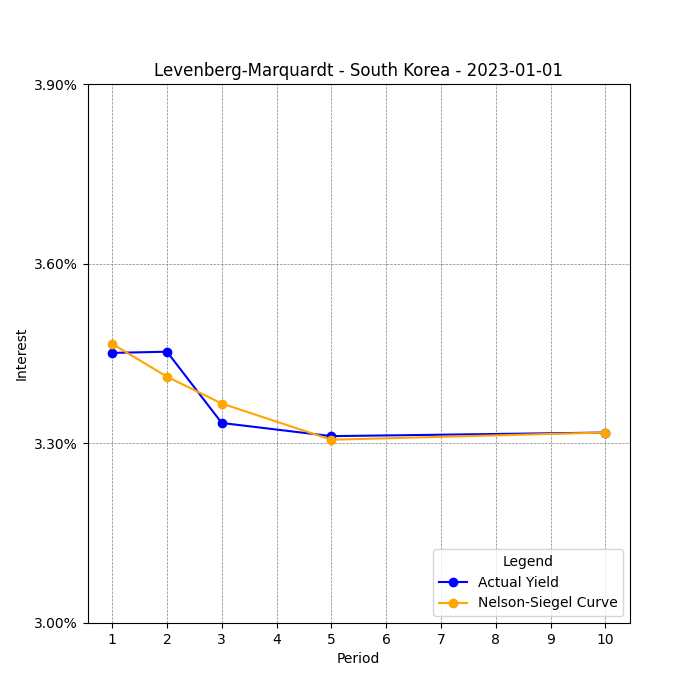 Levenberg-Marquardt - South Korea - 2023-01-01
3.90%
3.60%
3.30%
3.00%
Interest
1 2 3 4 5 6 7 8 9 10
Period
Legend
Actual Yield
Nelson-Siegel Curve